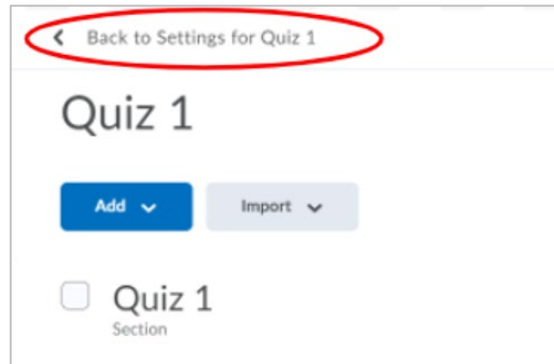 Back to Settings for Quiz 1
Quiz 1
Add Import
Quiz 1
Section